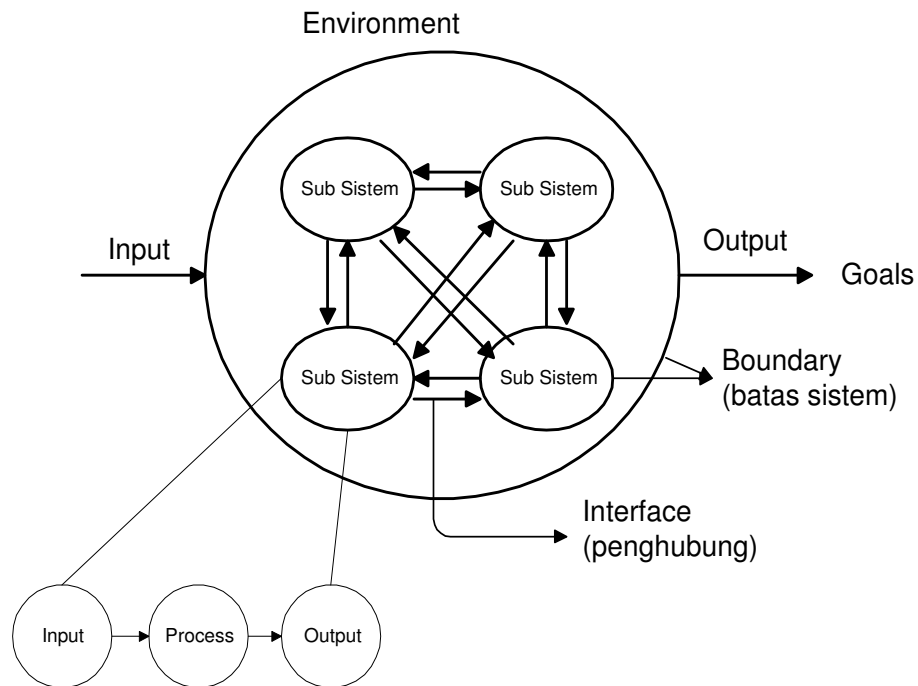 Environment
Sub Sistem
Sub Sistem
Input
Output
Goals
Sub Sistem
Sub Sistem
Boundary
(batas sistem)
Interface
(penghubung)
Input
Process
Output